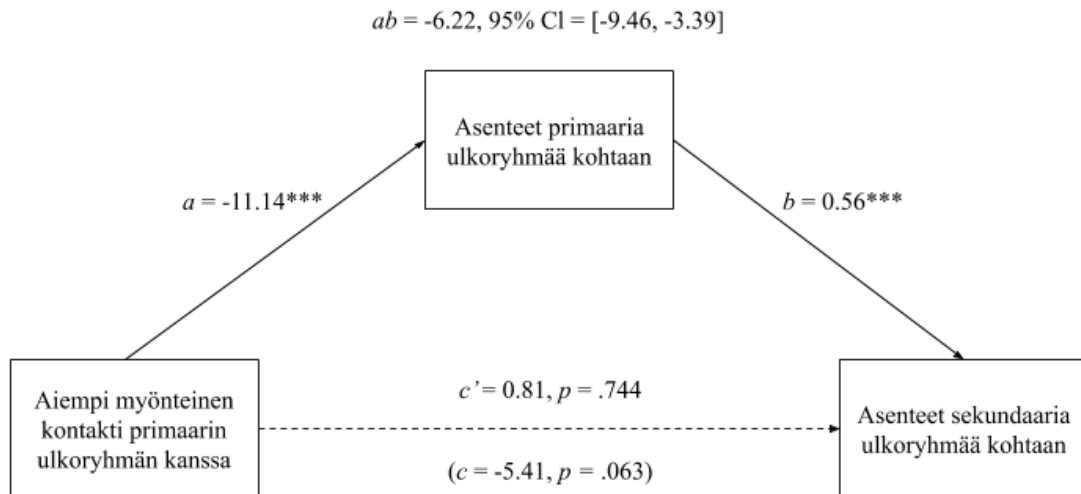 ab = -6.22, 95% Cl = [-9.46, -3.39]
Asenteet primaaria
ulkoryhmää kohtaan
a = -11.14***
b = 0.56***
Aiempi myönteinen
kontakti primaarin
ulkoryhmän kanssa
c’= 0.81, p = .744
(c = -5.41, p = .063)
Asenteet sekundaaria
ulkoryhmää kohtaan